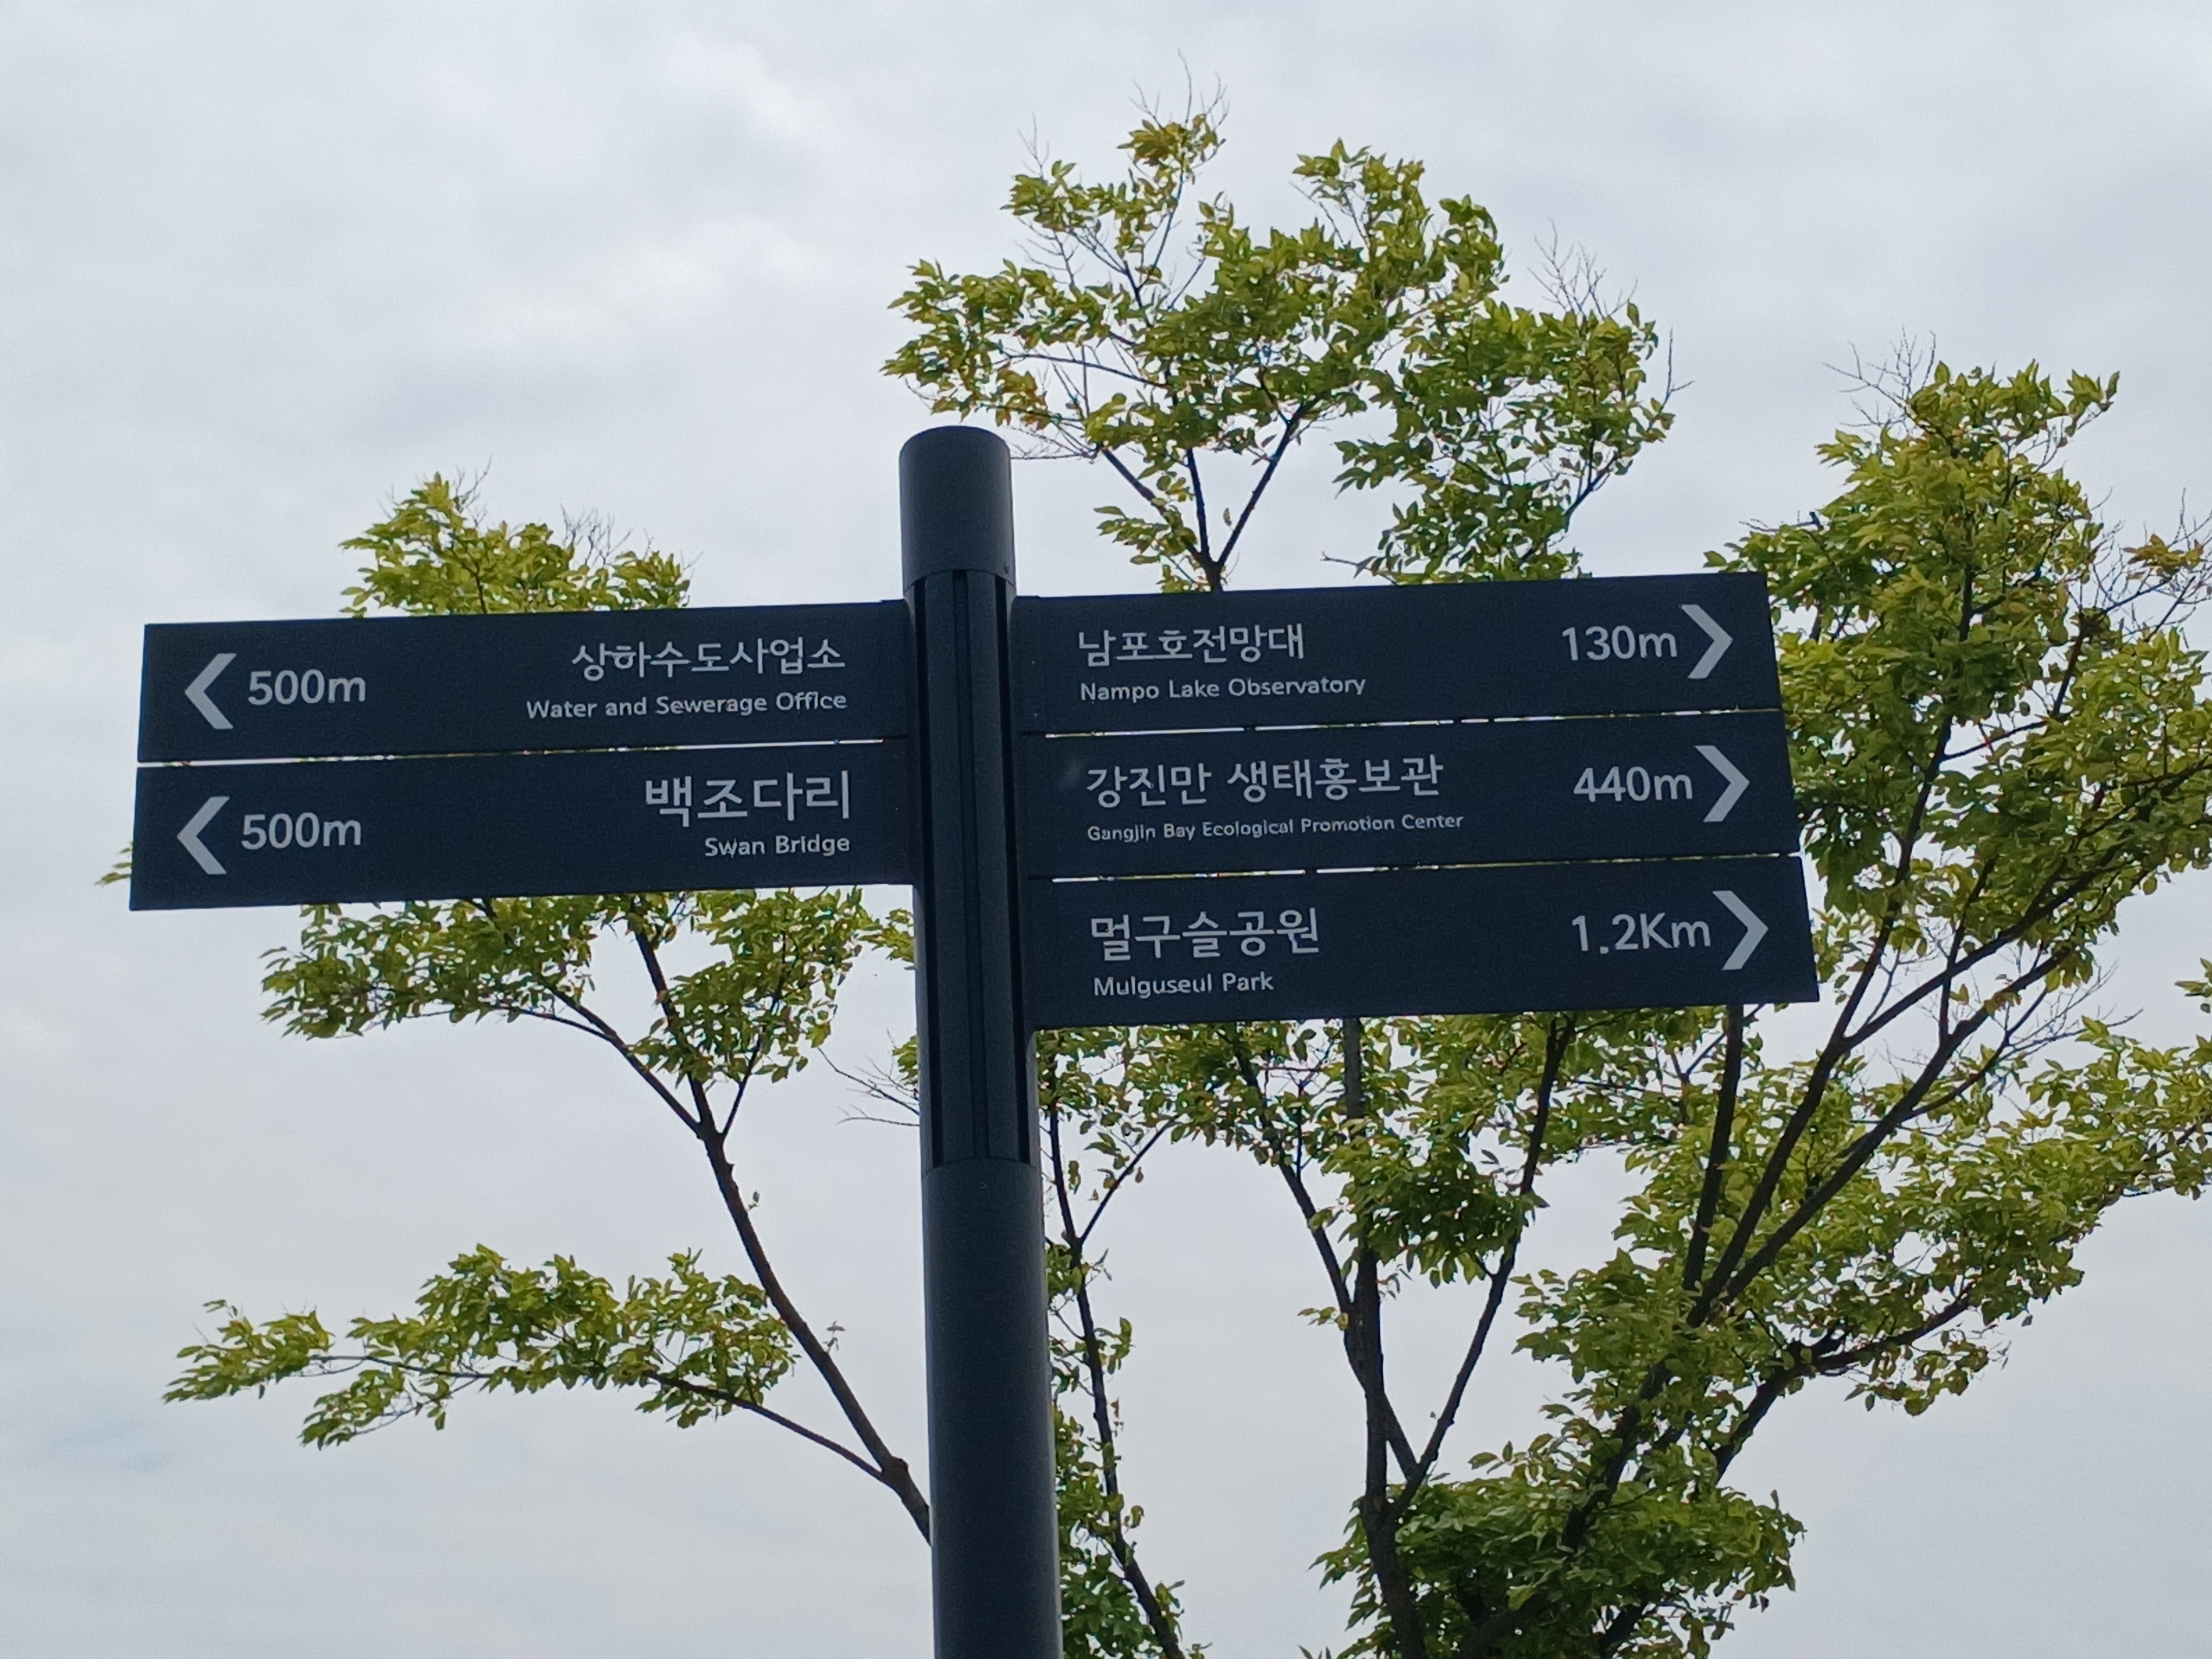 500m
상하수도사업소
Water and Sewerage Office
500m
백조다리
Swan Bridge
남포호전망대
130m
Nampo Lake Observatory
강진만 생태홍보관
440m
Gangjin Bay Ecological Promotion Center
멀구슬공원
1.2Km
Mulguseul Park